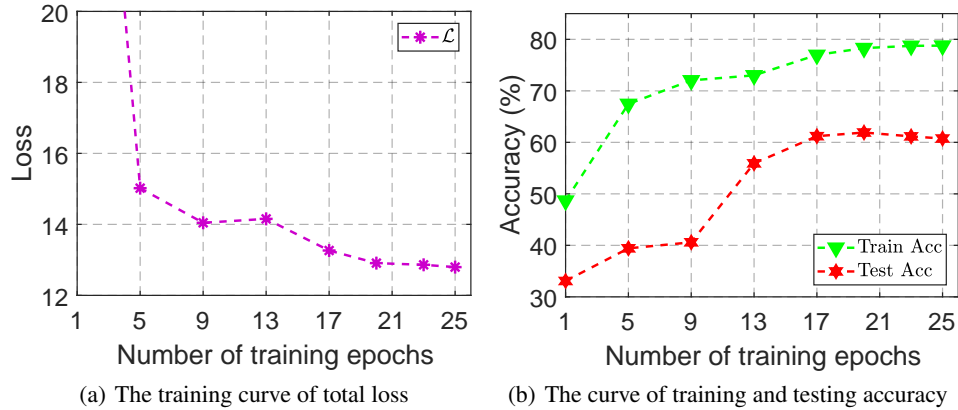 20
18
16
14
12
Loss
ℒ
1 5 9 13 17 21 25
Number of training epochs
(a) The training curve of total loss
80
70
60
50
40
30
Accuracy (%)
Train Acc
Test Acc
1 5 9 13 17 21 25
Number of training epochs
(b) The curve of training and testing accuracy